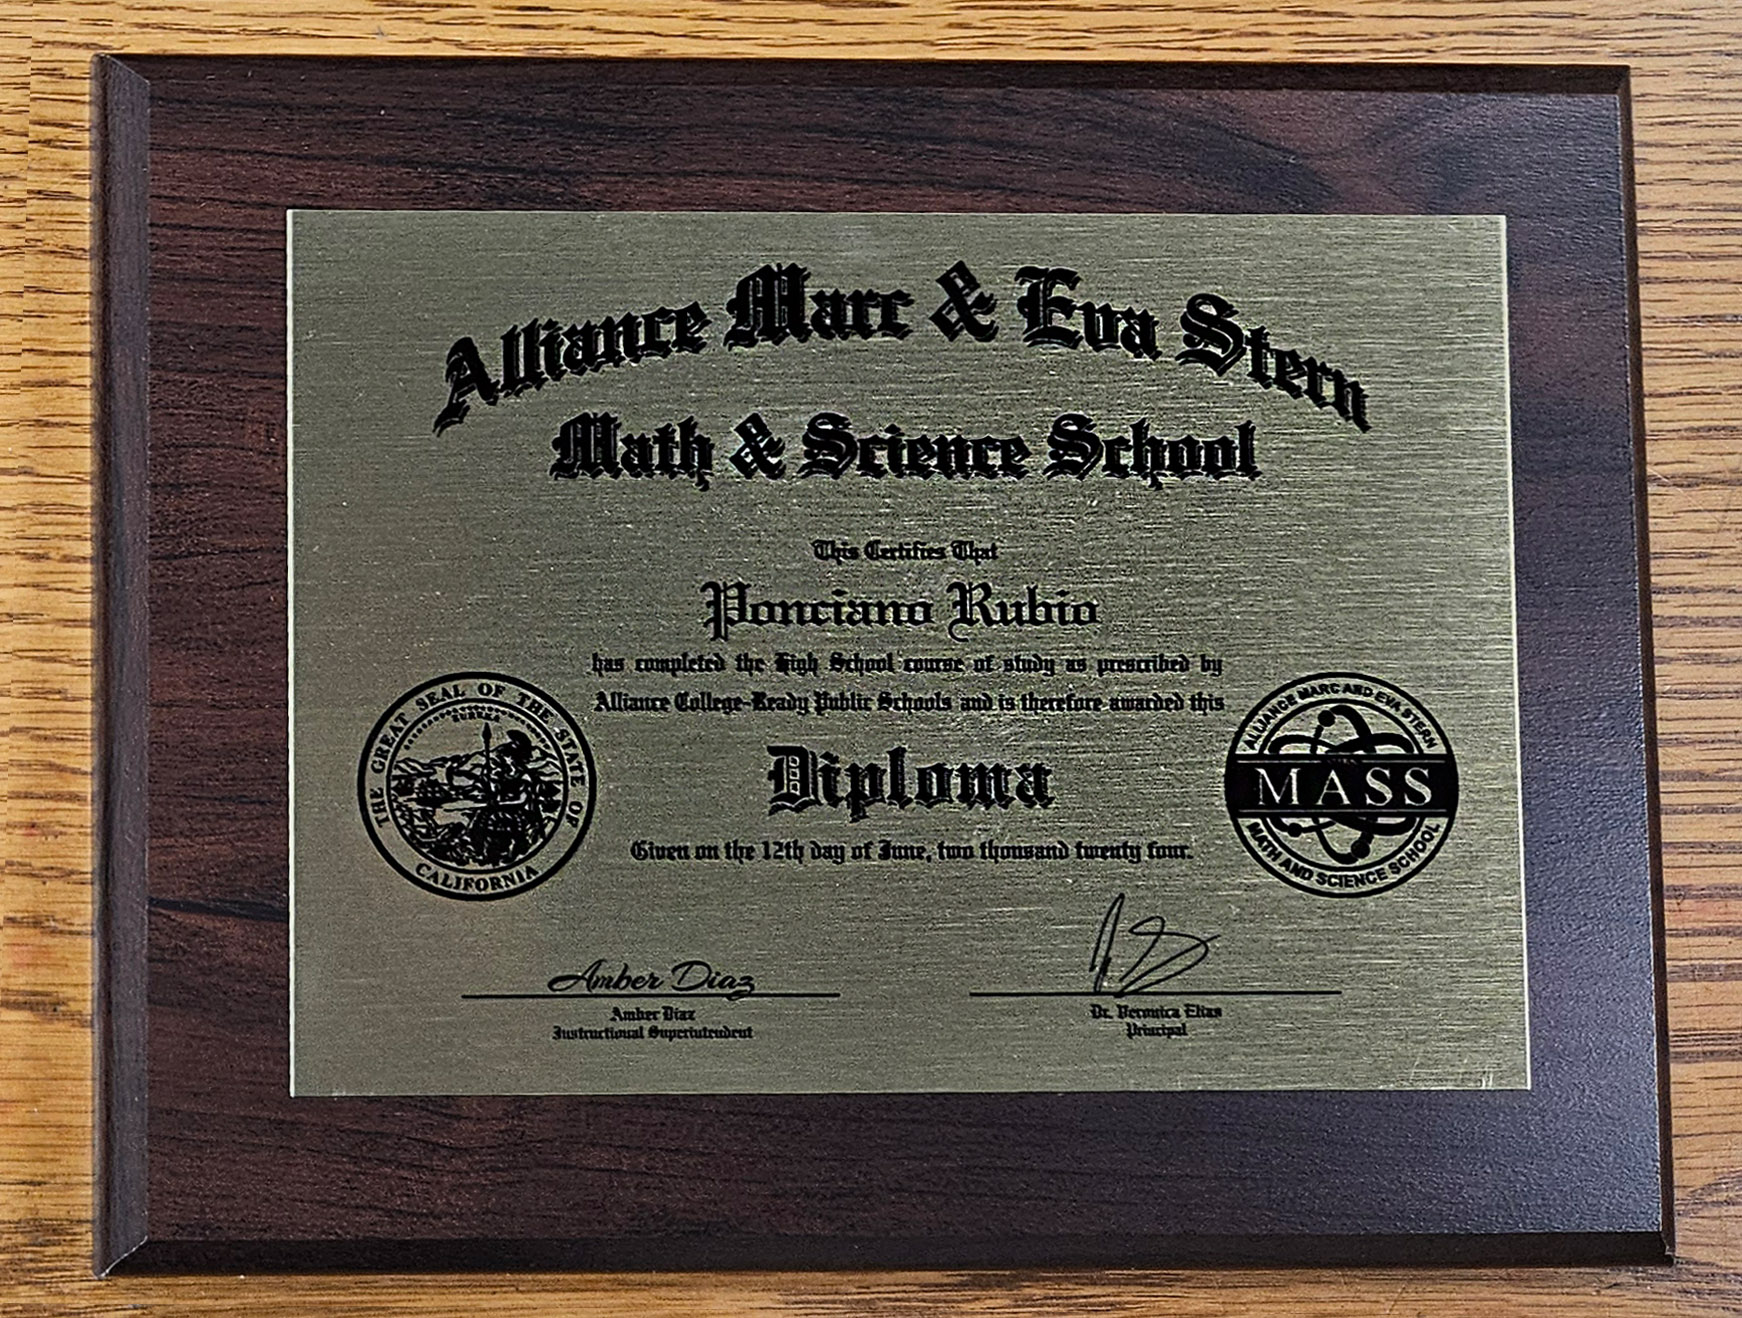 Alliance Marc & Eva Stern
Math & Science School
This Certifies That
Ponciano Rubio
has completed the High School course of study as prescribed by
Alliance College-Ready Public Schools and is therefore awarded this
Diploma
Given on the 12th day of June, two thousand twenty four.
THE GREAT SEAL OF THE STATE OF CALIFORNIA
EUREKA
ALLIANCE MARC AND EVA STERN
MASS
MATH AND SCIENCE SCHOOL
Amber Diaz
Amber Diaz
Instructional Superintendent
Dr. Veronica Elias
Principal